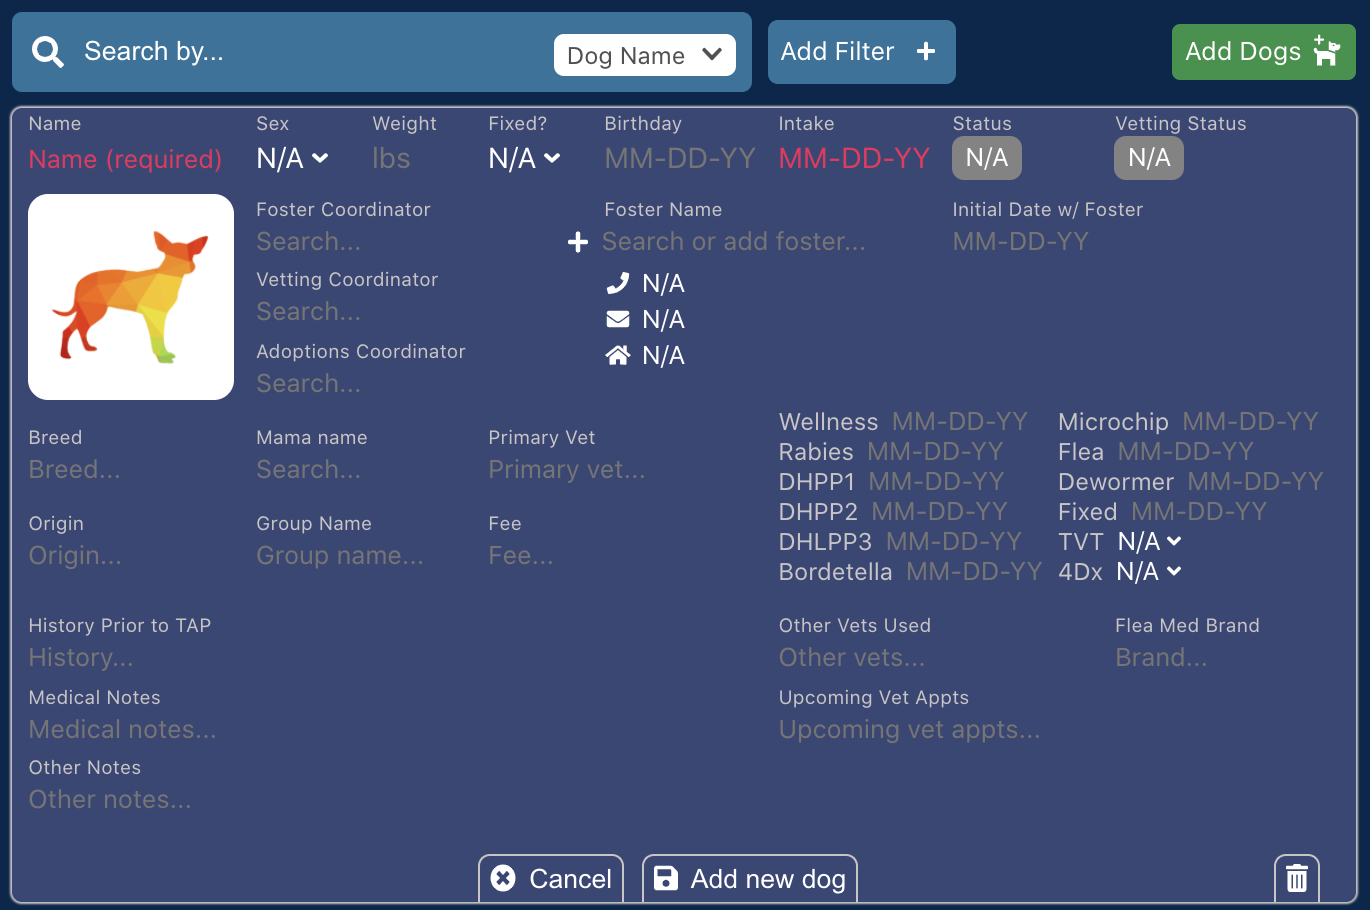 Search by...
Dog Name
Add Filter
Add Dogs
Name Sex Weight Fixed? Birthday Intake Status Vetting Status
Name (required) N/A lbs N/A MM-DD-YY MM-DD-YY N/A N/A
Foster Coordinator Foster Name Initial Date w/ Foster
Search... Search or add foster... MM-DD-YY
Vetting Coordinator N/A
Search... N/A
Adoptions Coordinator N/A
Search...
Breed Mama name Primary Vet
Breed... Search... Primary vet...
Origin Group Name Fee
Origin... Group name... Fee...
Wellness MM-DD-YY Microchip MM-DD-YY
Rabies MM-DD-YY Flea MM-DD-YY
DHPP1 MM-DD-YY Dewormer MM-DD-YY
DHPP2 MM-DD-YY Fixed MM-DD-YY
DHLPP3 MM-DD-YY TVT N/A
Bordetella MM-DD-YY 4Dx N/A
History Prior to TAP Other Vets Used Flea Med Brand
History... Other vets... Brand...
Medical Notes Upcoming Vet Appts
Medical notes... Upcoming vet appts...
Other Notes
Other notes...
Cancel Add new dog